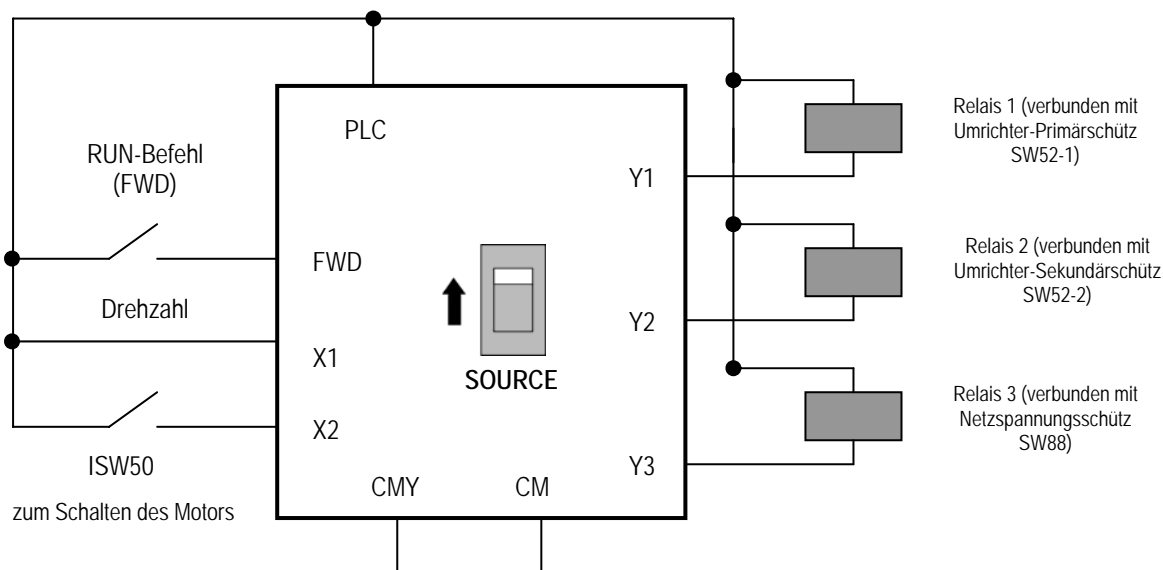 PLC
RUN-Befehl
(FWD)
FWD
Drehzahl
X1
X2
ISW50
zum Schalten des Motors
SOURCE
CMY
CM
Y1
Y2
Y3
Relais 1 (verbunden mit
Umrichter-Primärschütz
SW52-1)
Relais 2 (verbunden mit
Umrichter-Sekundärschütz
SW52-2)
Relais 3 (verbunden mit
Netzspannungsschütz
SW88)